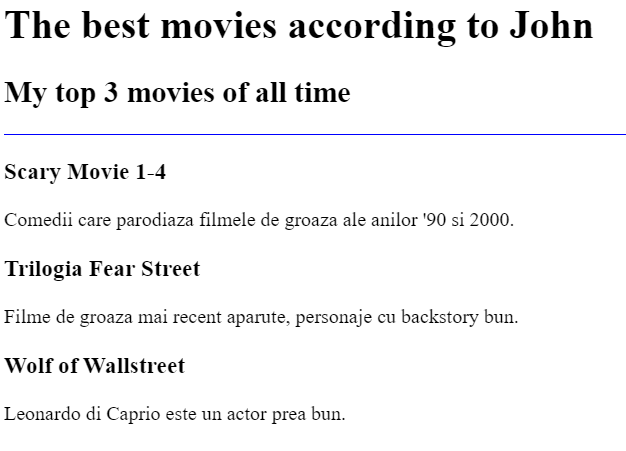 The best movies according to John
My top 3 movies of all time
Scary Movie 1-4
Comedii care parodiaza filmele de groaza ale anilor '90 si 2000.
Trilogia Fear Street
Filme de groaza mai recent aparute, personaje cu backstory bun.
Wolf of Wallstreet
Leonardo di Caprio este un actor prea bun.